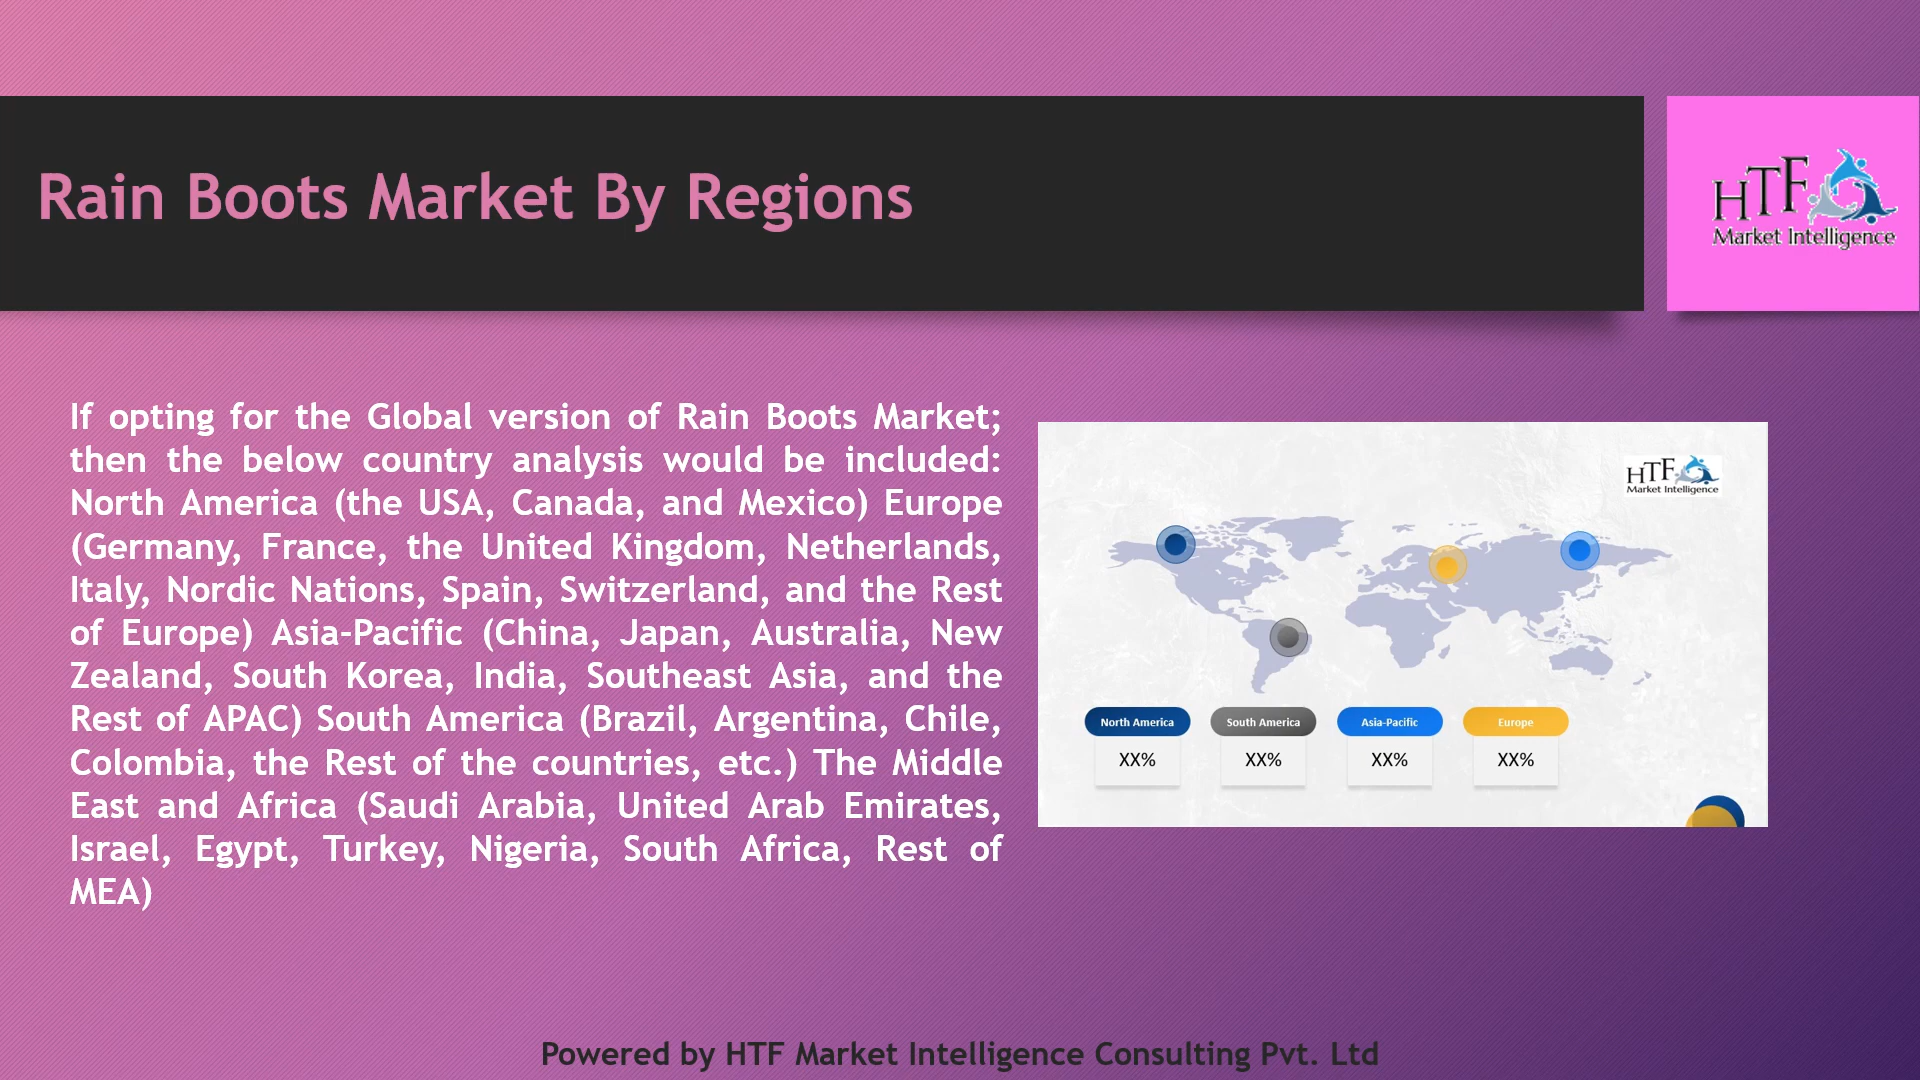 Rain Boots Market By Regions
HTF
Market Intelligence
If opting for the Global version of Rain Boots Market;
then the below country analysis would be included:
North America (the USA, Canada, and Mexico) Europe
(Germany, France, the United Kingdom, Netherlands,
Italy, Nordic Nations, Spain, Switzerland, and the Rest
of Europe) Asia-Pacific (China, Japan, Australia, New
Zealand, South Korea, India, Southeast Asia, and the
Rest of APAC) South America (Brazil, Argentina, Chile,
Colombia, the Rest of the countries, etc.) The Middle
East and Africa (Saudi Arabia, United Arab Emirates,
Israel, Egypt, Turkey, Nigeria, South Africa, Rest of
MEA)
HTF
Market Intelligence
North America South America Asia-Pacific Europe
XX% XX% XX% XX%
Powered by HTF Market Intelligence Consulting Pvt. Ltd